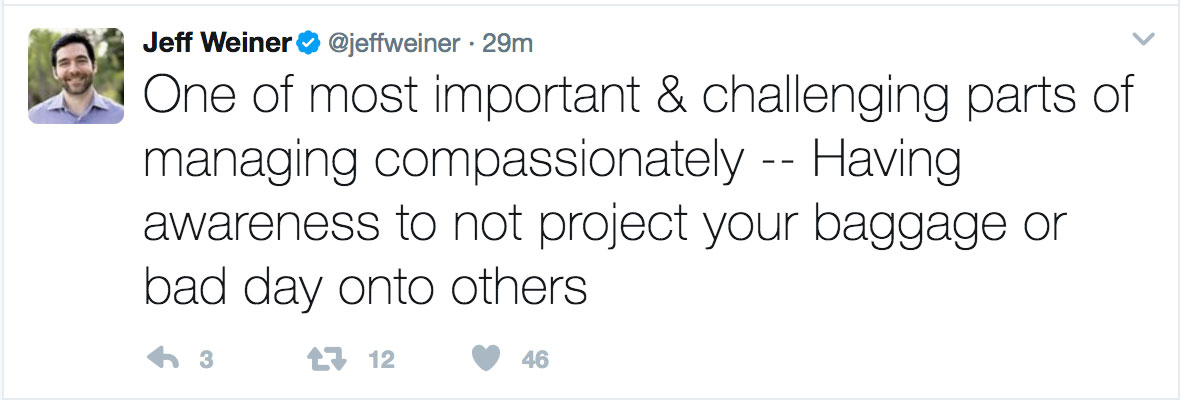 Jeff Weiner @jeffweiner · 29m
One of most important & challenging parts of
managing compassionately -- Having
awareness to not project your baggage or
bad day onto others
3 12 46